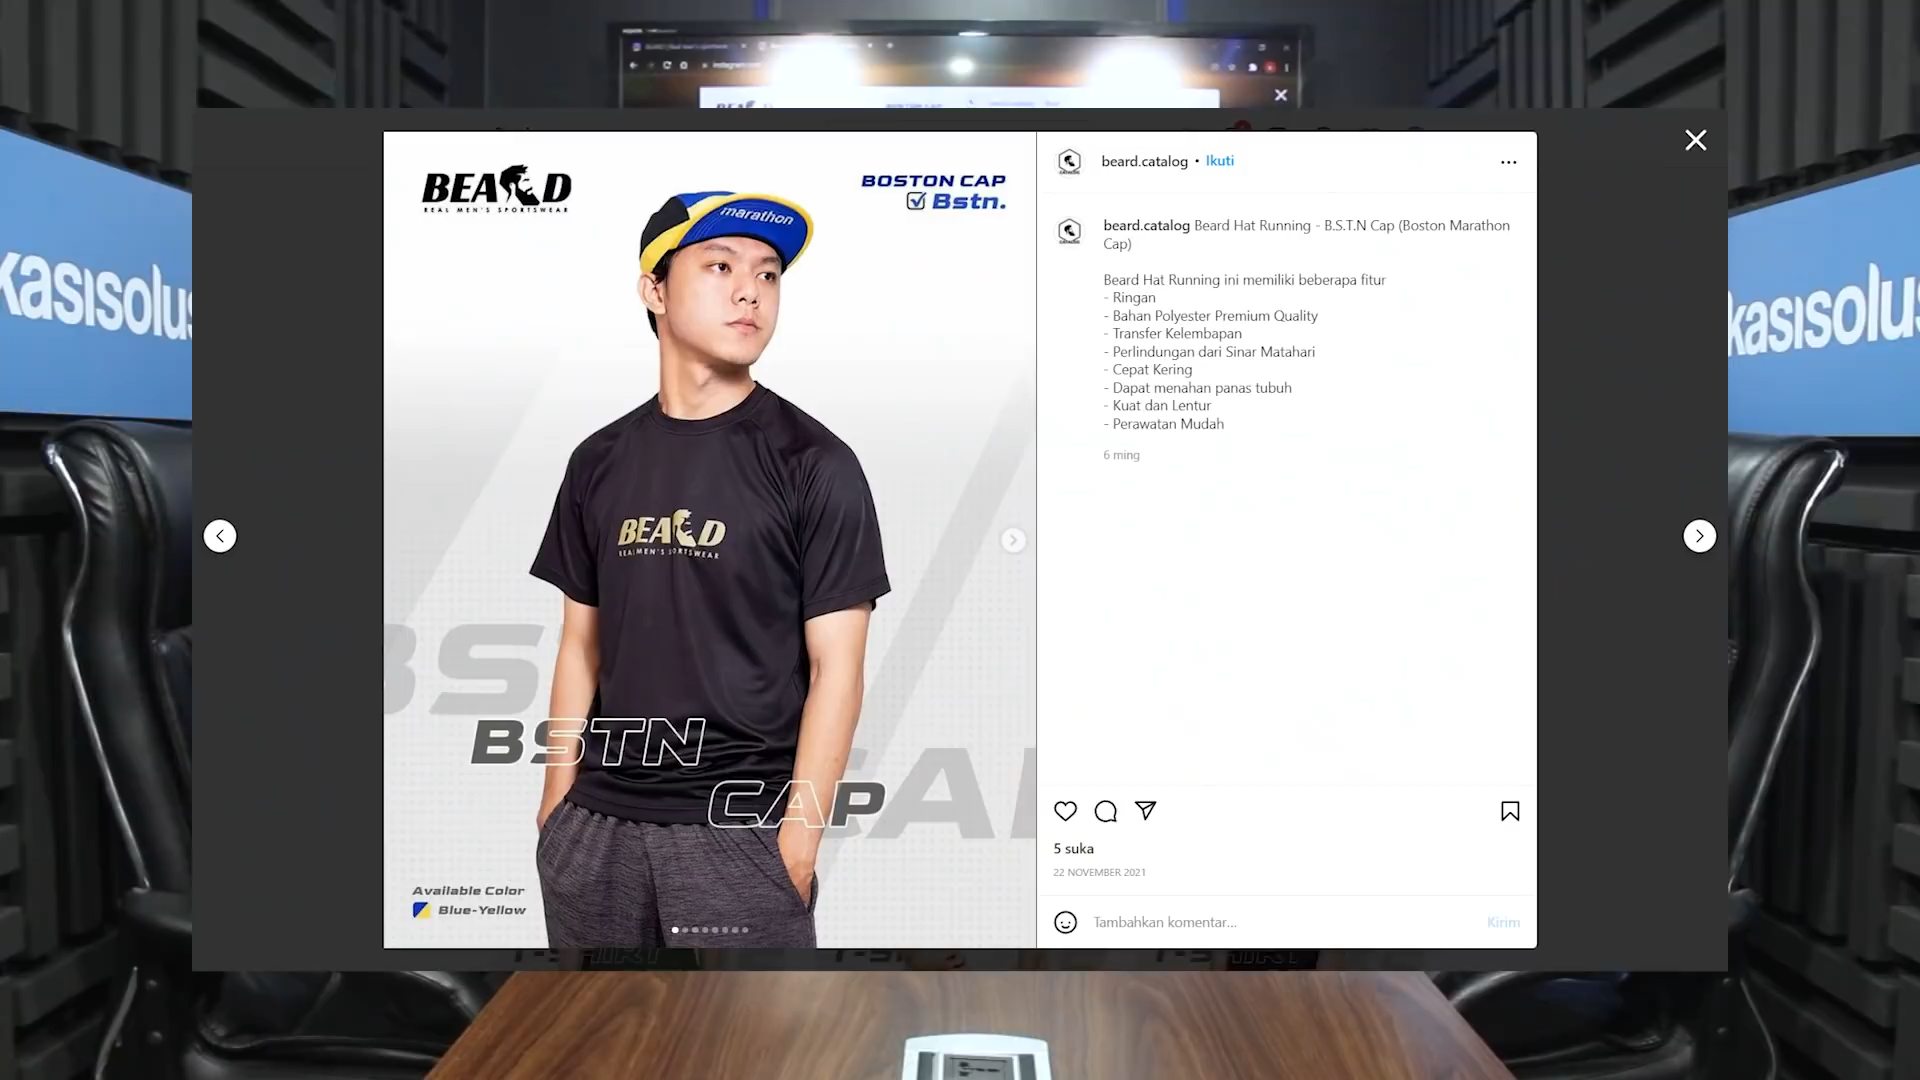 kasısolus
kasısolus
BEARD
REAL MEN'S SPORTSWEAR
BOSTON CAP
Bstn.
marathon
BEARD
REAL MEN'S SPORTSWEAR
BSTN
CAP
Available Color
Blue-Yellow
beard.catalog • Ikuti
beard.catalog Beard Hat Running - B.S.T.N Cap (Boston Marathon
Cap)
Beard Hat Running ini memiliki beberapa fitur
- Ringan
- Bahan Polyester Premium Quality
- Transfer Kelembapan
- Perlindungan dari Sinar Matahari
- Cepat Kering
- Dapat menahan panas tubuh
- Kuat dan Lentur
- Perawatan Mudah
6 ming
5 suka
22 NOVEMBER 2021
Tambahkan komentar...
Kirim